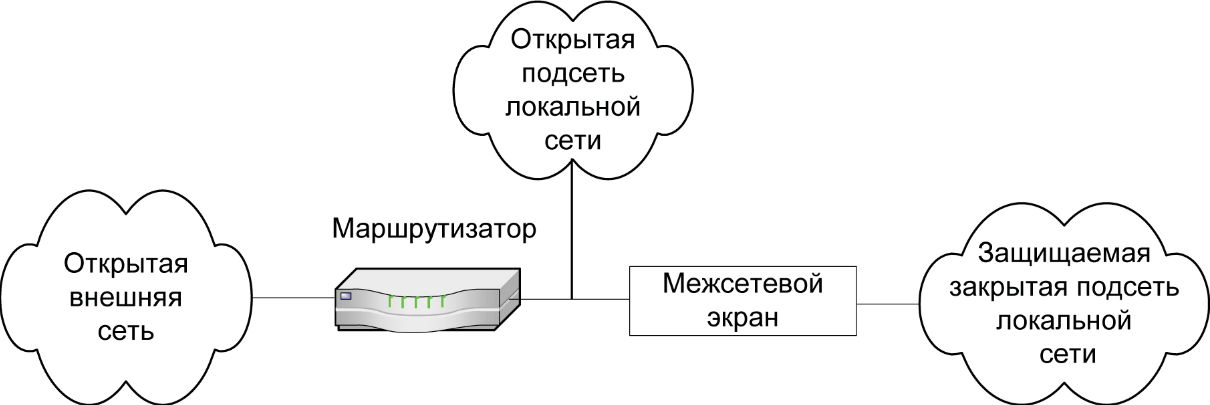 Открытая
подсеть
локальной
сети
Маршрутизатор
Открытая
внешняя
сеть
Межсетевой
экран
Защищаемая
закрытая подсеть
локальной
сети